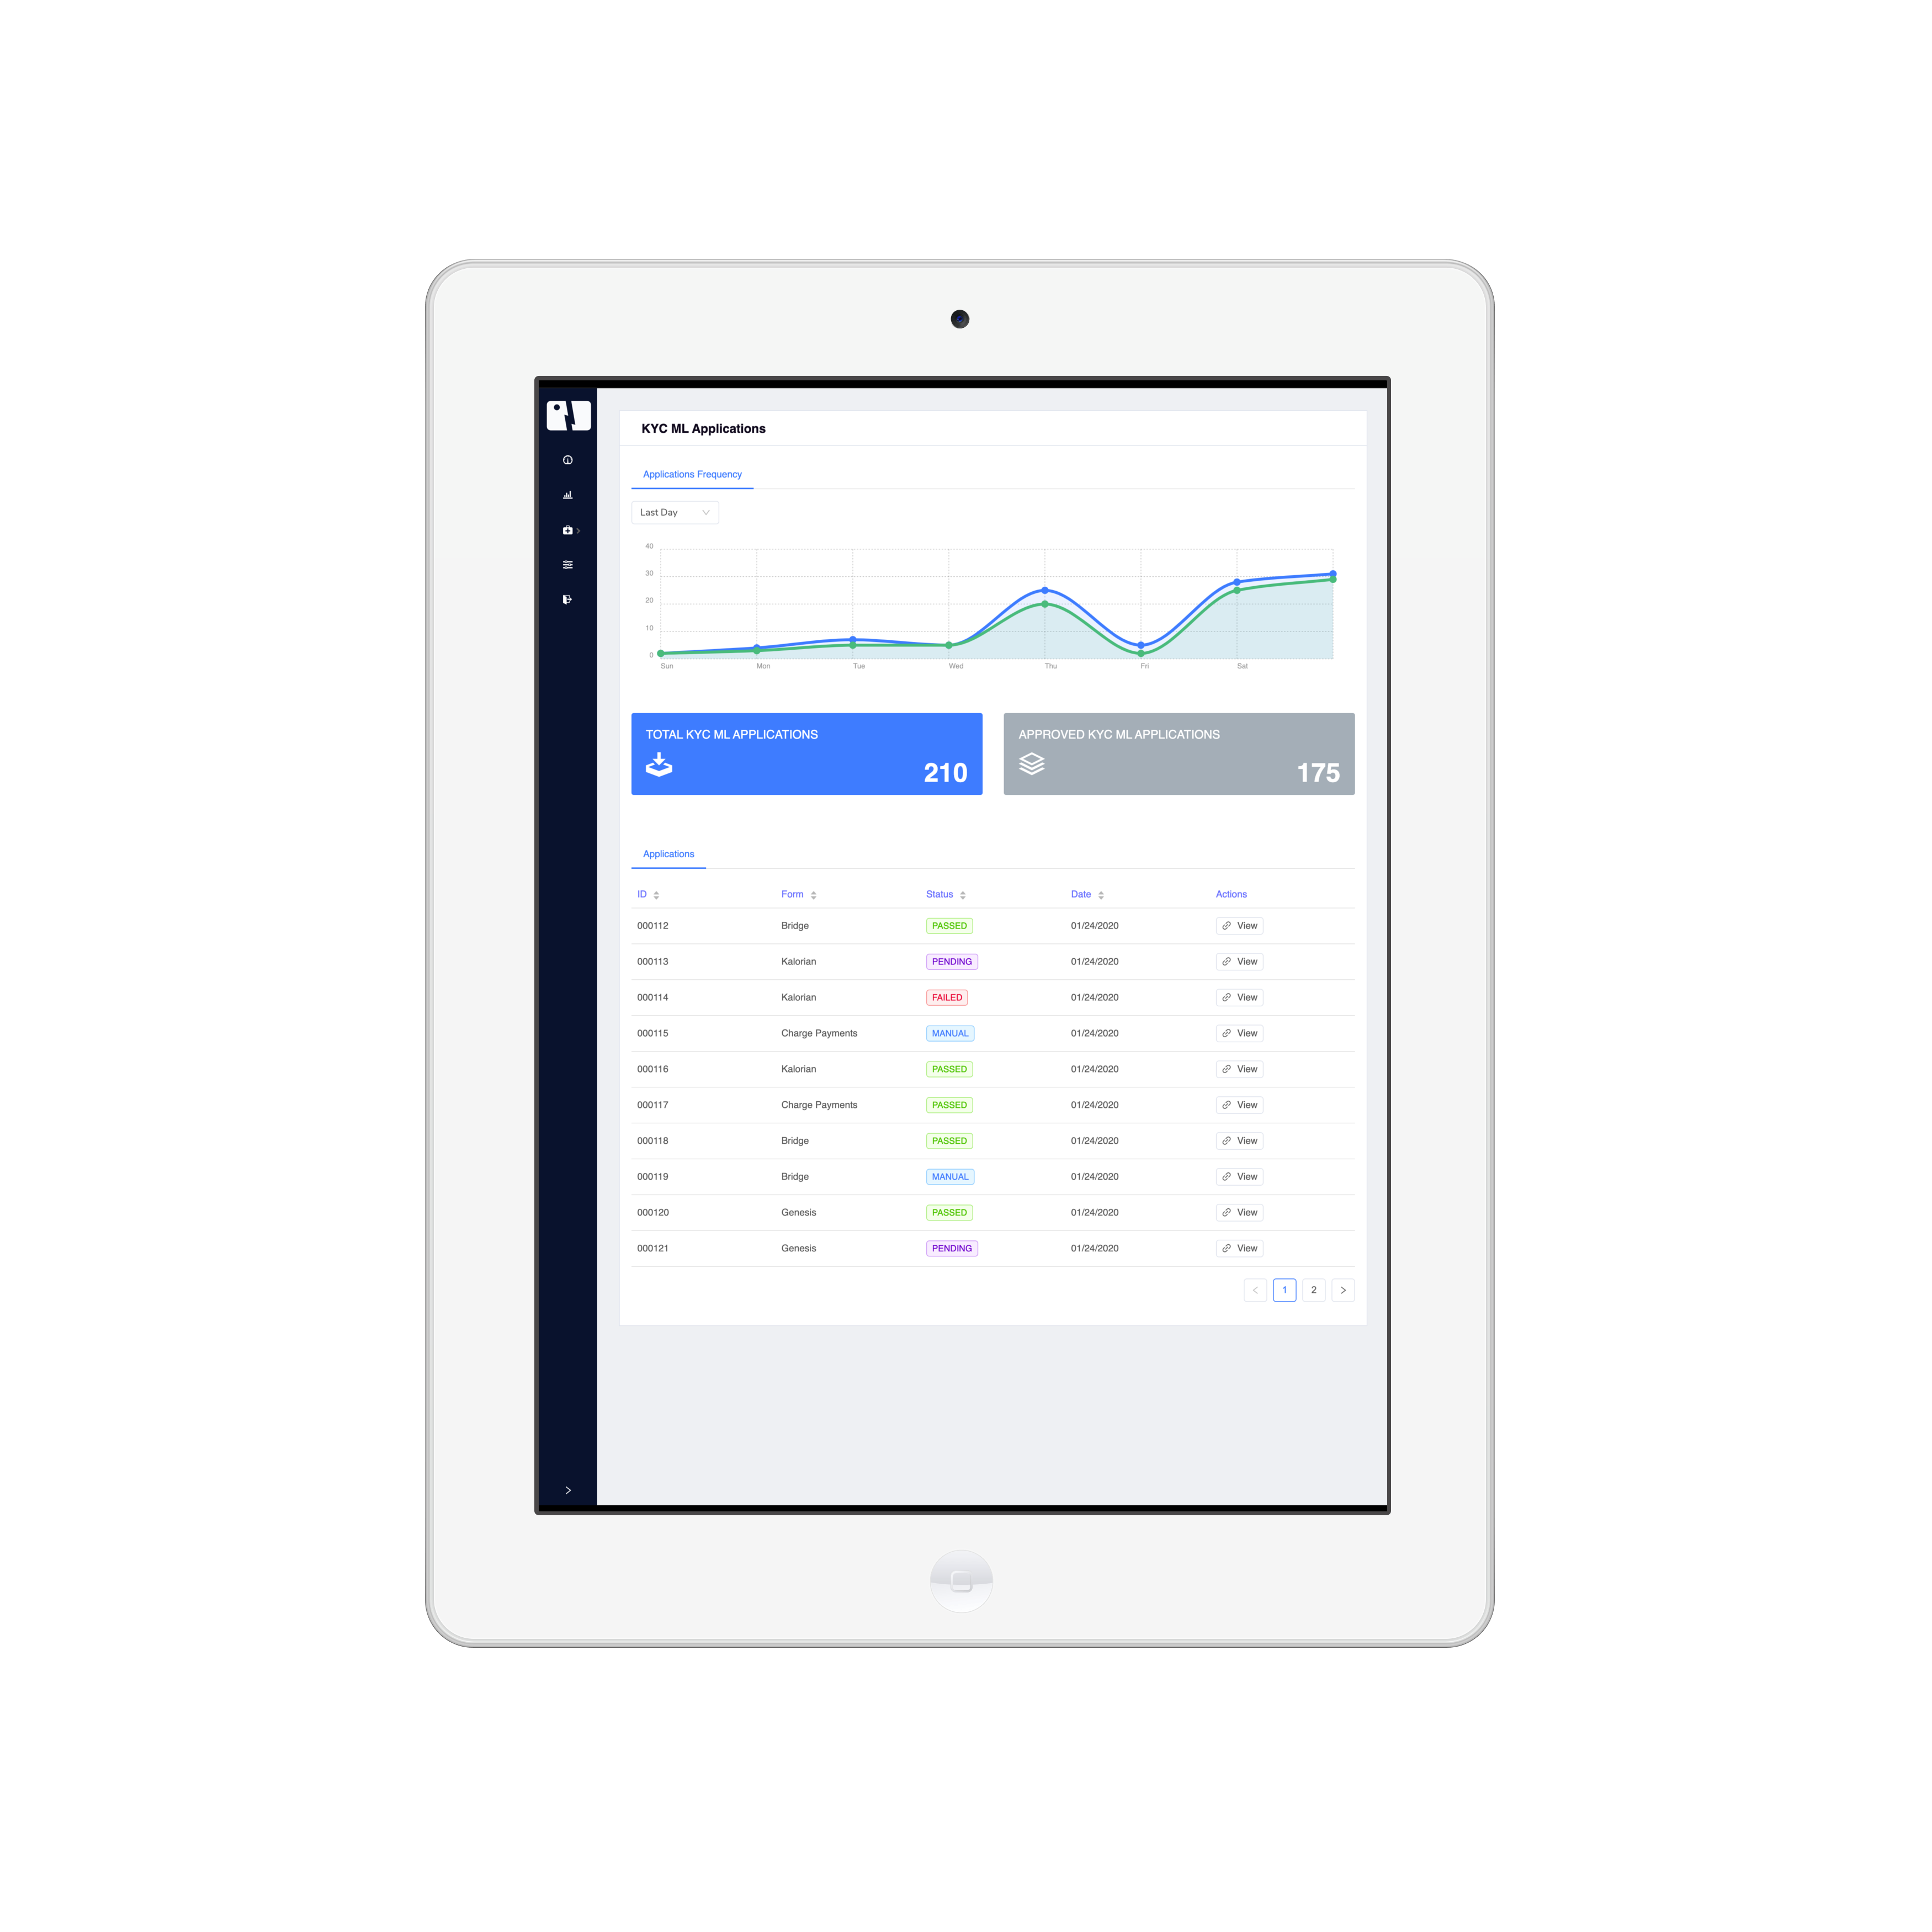 KYC ML Applications
Applications Frequency
Last Day
40
30
20
10
0
Sun Mon Tue Wed Thu Fri Sat
TOTAL KYC ML APPLICATIONS
210
APPROVED KYC ML APPLICATIONS
175
Applications
ID Form Status Date Actions
000112 Bridge PASSED 01/24/2020 View
000113 Kalorian PENDING 01/24/2020 View
000114 Kalorian FAILED 01/24/2020 View
000115 Charge Payments MANUAL 01/24/2020 View
000116 Kalorian PASSED 01/24/2020 View
000117 Charge Payments PASSED 01/24/2020 View
000118 Bridge PASSED 01/24/2020 View
000119 Bridge MANUAL 01/24/2020 View
000120 Genesis PASSED 01/24/2020 View
000121 Genesis PENDING 01/24/2020 View
1 2